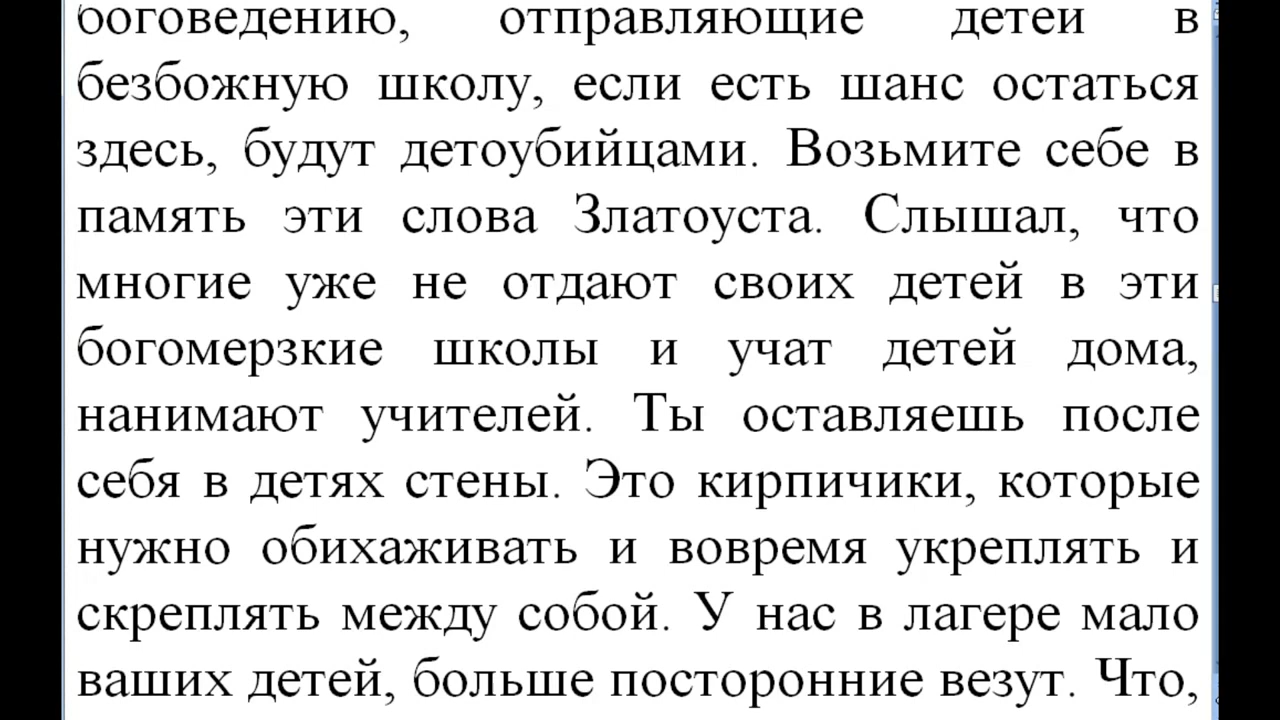 боговедению, отправляющие детей в
безбожную школу, если есть шанс остаться
здесь, будут детоубийцами. Возьмите себе в
память эти слова Златоуста. Слышал, что
многие уже не отдают своих детей в эти
богомерзкие школы и учат детей дома,
нанимают учителей. Ты оставляешь после
себя в детях стены. Это кирпичики, которые
нужно обихаживать и вовремя укреплять и
скреплять между собой. У нас в лагере мало
ваших детей, больше посторонние везут. Что,